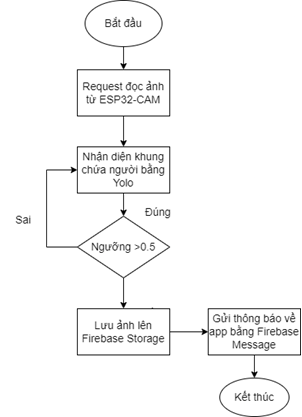 Bắt đầu
Request đọc ảnh
từ ESP32-CAM
Nhận diện khung
chứa người bằng
Yolo
Sai
Đúng
Ngưỡng >0.5
Lưu ảnh lên
Firebase Storage
Gửi thông báo về
app bằng Firebase
Message
Kết thúc